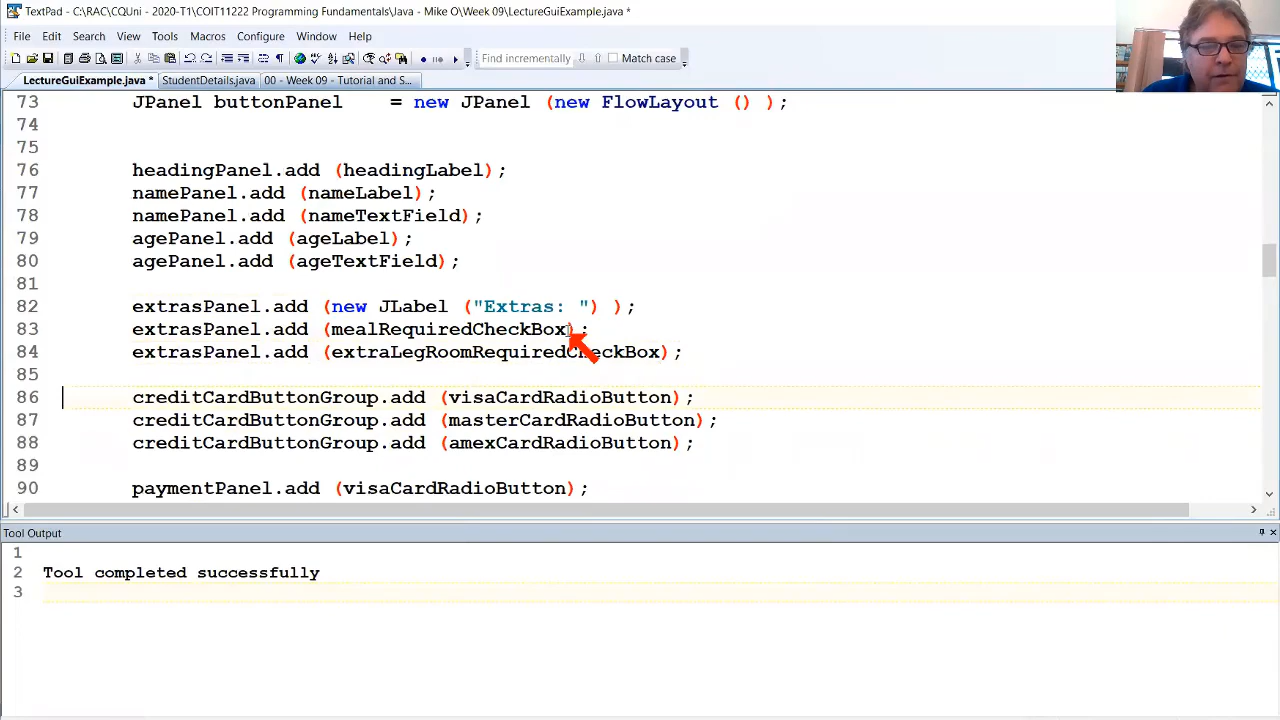 TextPad - C:\RAC\CQUni - 2020-T1\COIT11222 Programming Fundamentals\Java - Mike O\Week 09\LectureGuiExample.java *
File Edit Search View Tools Macros Configure Window Help
Find incrementally Match case
LectureGuiExample.java * StudentDetails.java 00 - Week 09 - Tutorial and S...
73 JPanel buttonPanel = new JPanel (new FlowLayout () );
74
75
76 headingPanel.add (headingLabel);
77 namePanel.add (nameLabel);
78 namePanel.add (nameTextField);
79 agePanel.add (ageLabel);
80 agePanel.add (ageTextField);
81
82 extrasPanel.add (new JLabel ("Extras: ") );
83 extrasPanel.add (mealRequiredCheckBox);
84 extrasPanel.add (extraLegRoomRequiredCheckBox);
85
86 creditCardButtonGroup.add (visaCardRadioButton);
87 creditCardButtonGroup.add (masterCardRadioButton);
88 creditCardButtonGroup.add (amexCardRadioButton);
89
90 paymentPanel.add (visaCardRadioButton);
Tool Output
1
2 Tool completed successfully
3